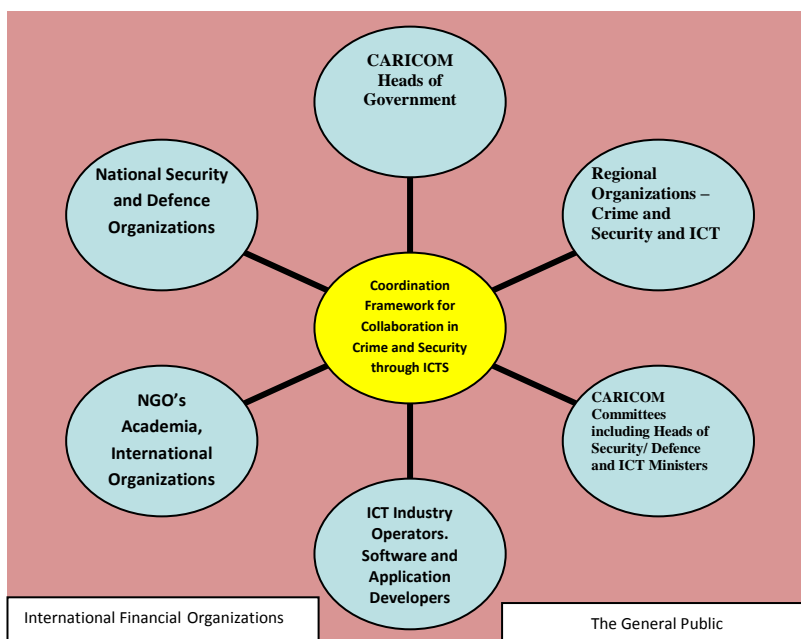 CARICOM
Heads of
Government
National Security
and Defence
Organizations
Regional
Organizations –
Crime and
Security and ICT
Coordination
Framework for
Collaboration in
Crime and Security
through ICTS
NGO's
Academia,
International
Organizations
CARICOM
Committees
including Heads of
Security/ Defence
and ICT Ministers
ICT Industry
Operators.
Software and
Application
Developers
International Financial Organizations
The General Public